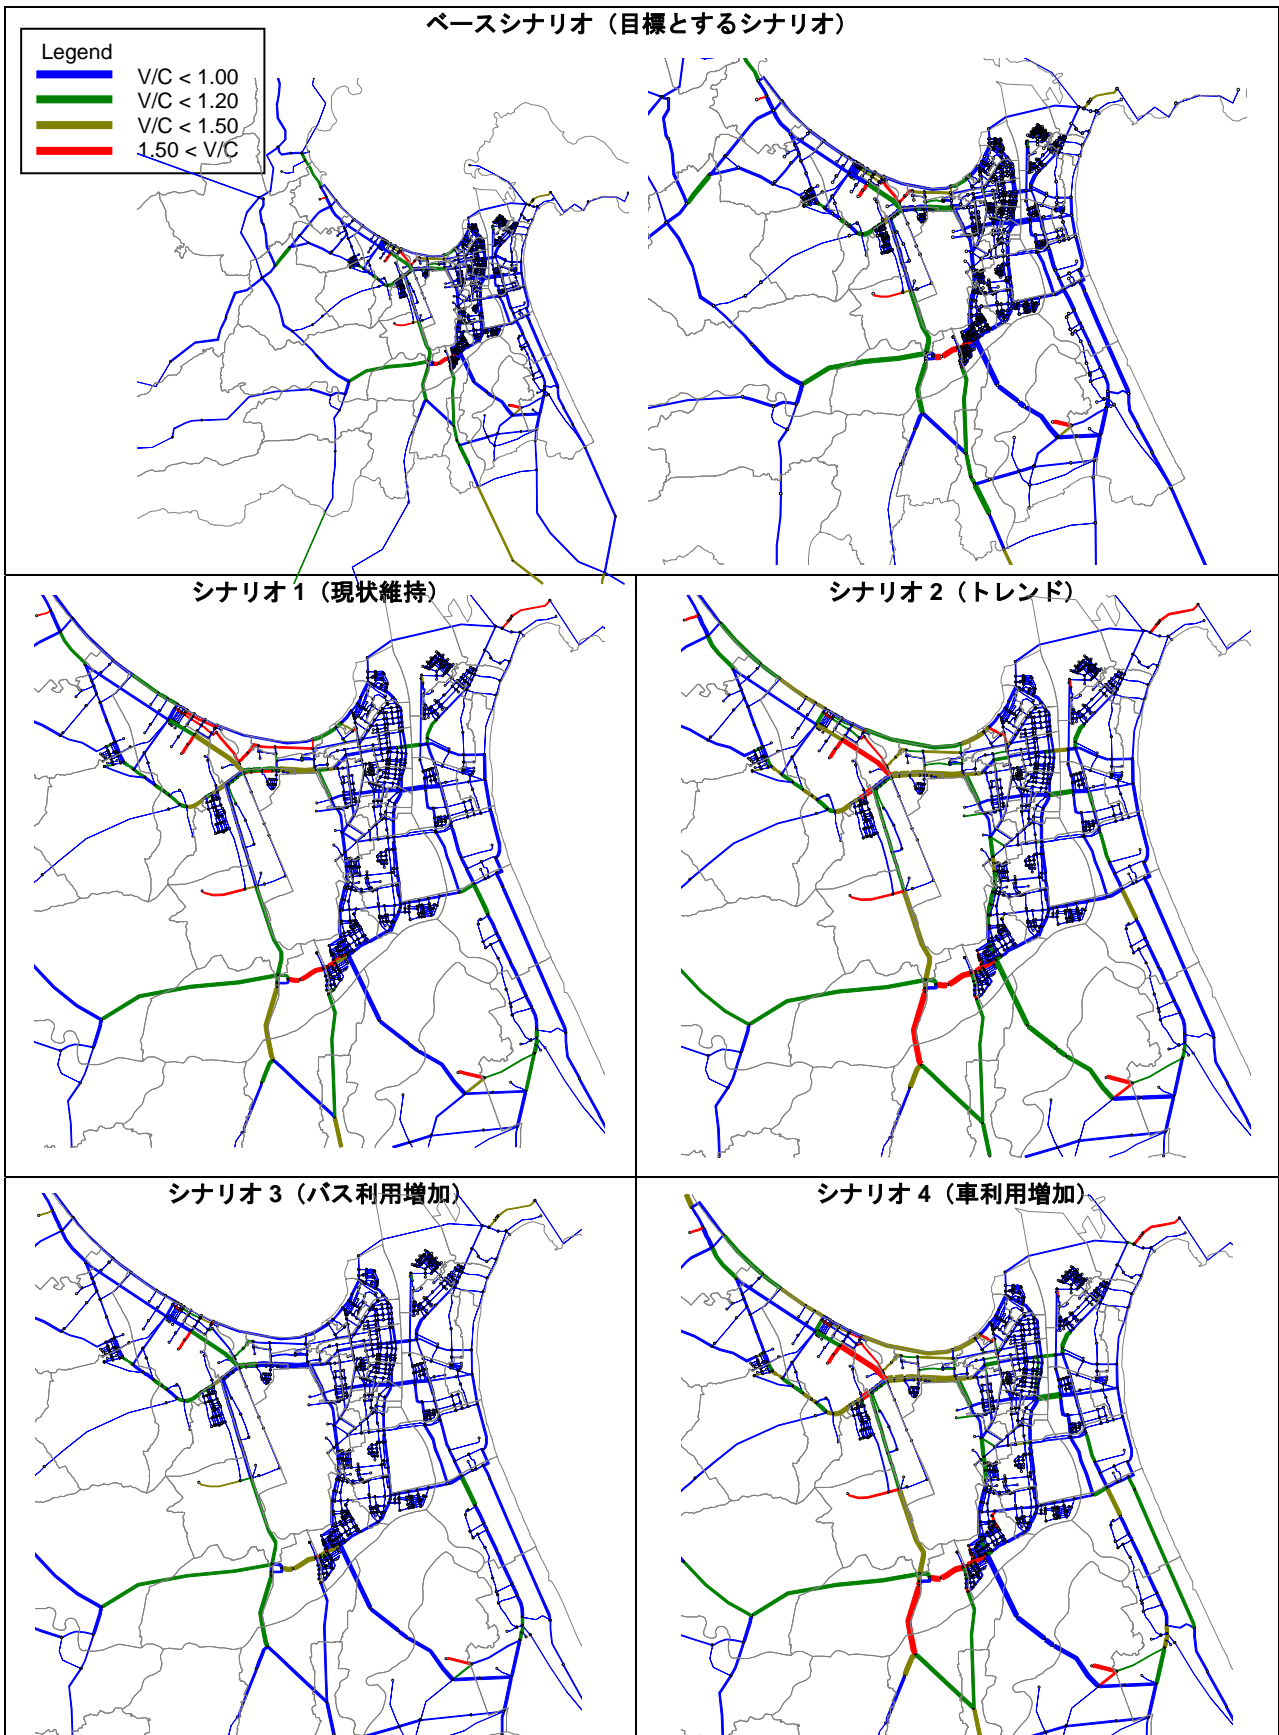 ベースシナリオ（目標とするシナリオ）
Legend
V/C < 1.00
V/C < 1.20
V/C < 1.50
1.50 < V/C
シナリオ 1（現状維持）
シナリオ 2（トレンド）
シナリオ 3（バス利用増加）
シナリオ 4（車利用増加）